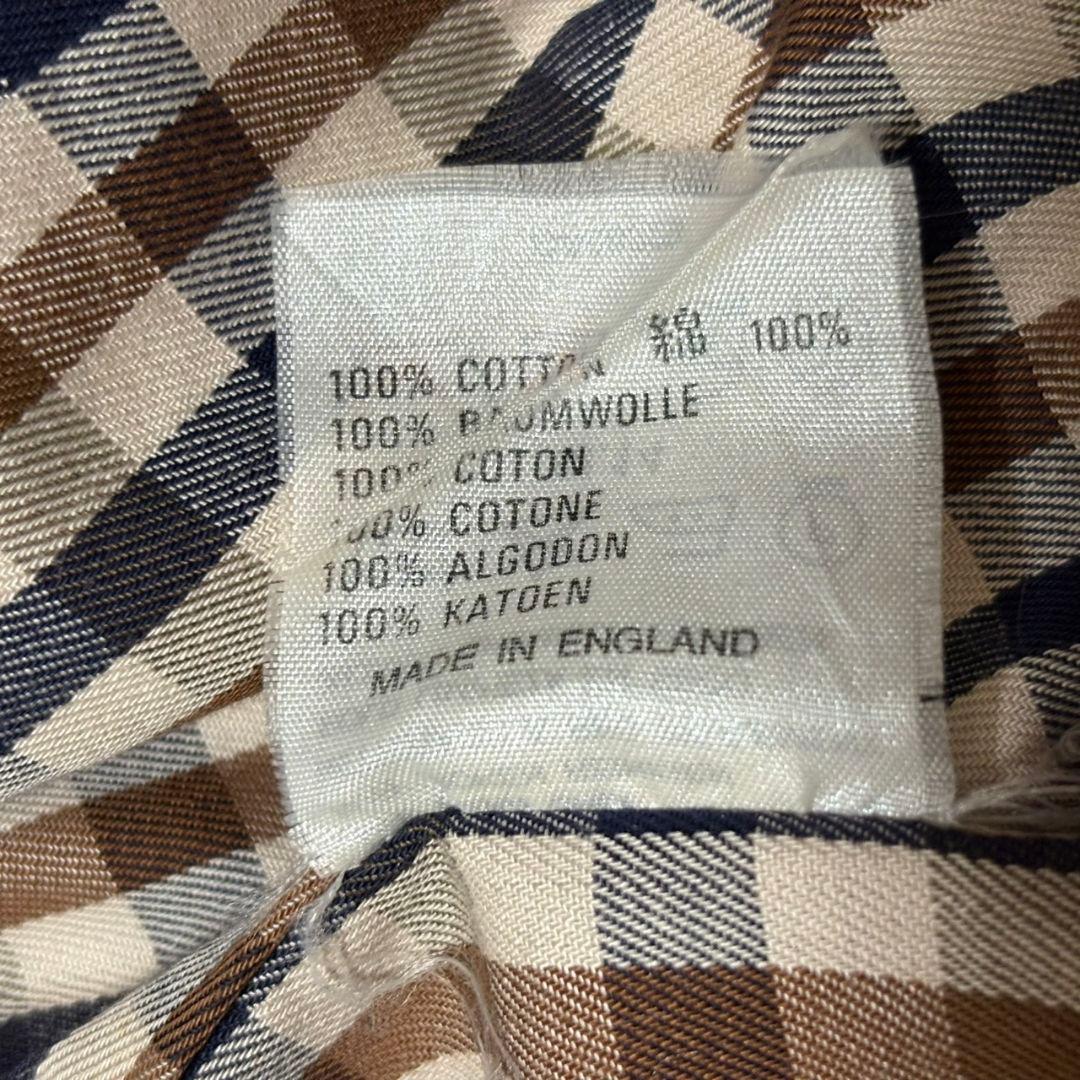 100% COTTON 綿 100%
100% BAUMWOLLE
100% COTON
100% COTONE
100% ALGODON
100% KATOEN
MADE IN ENGLAND